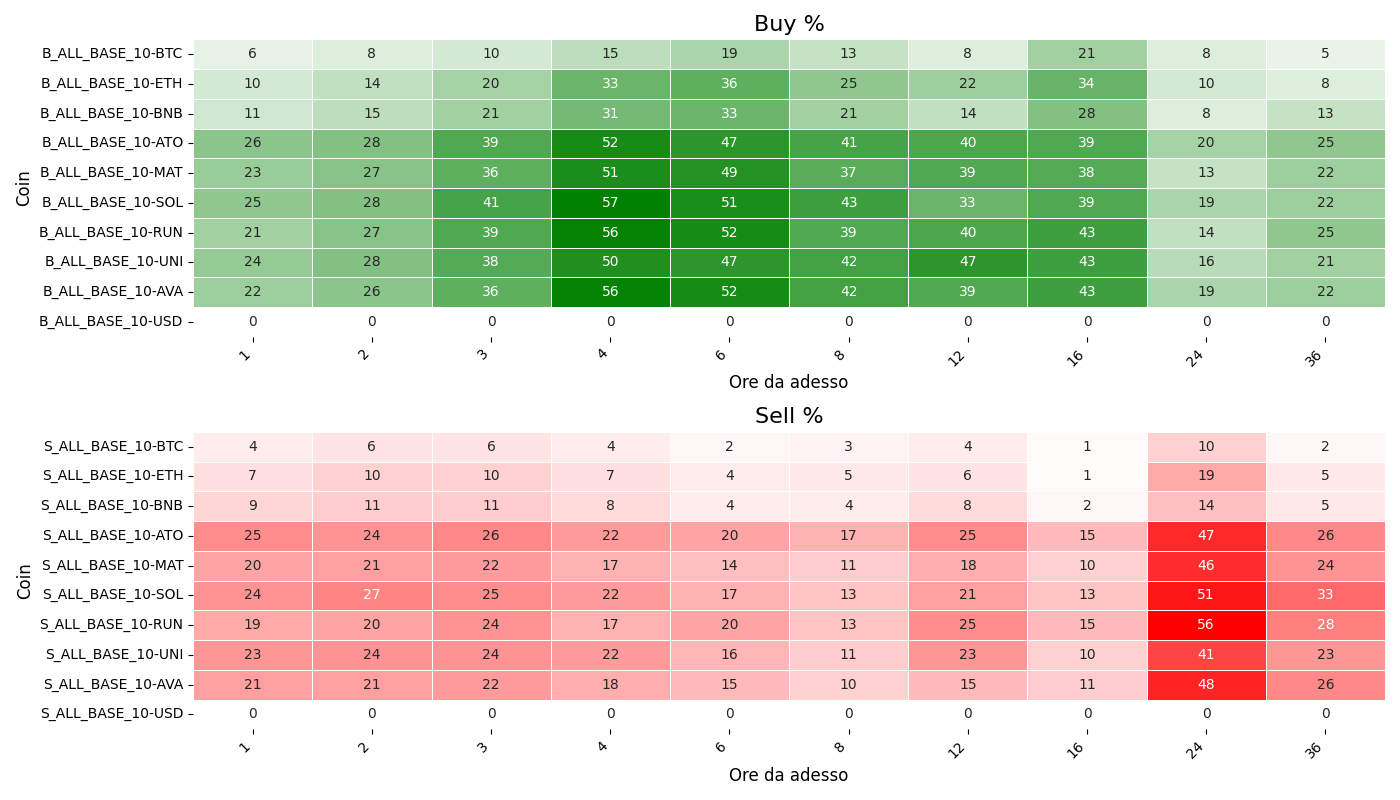 Buy %
Coin
B_ALL_BASE_10-BTC 6 8 10 15 19 13 8 21 8 5
B_ALL_BASE_10-ETH 10 14 20 33 36 25 22 34 10 8
B_ALL_BASE_10-BNB 11 15 21 31 33 21 14 28 8 13
B_ALL_BASE_10-ATO 26 28 39 52 47 41 40 39 20 25
B_ALL_BASE_10-MAT 23 27 36 51 49 37 39 38 13 22
B_ALL_BASE_10-SOL 25 28 41 57 51 43 33 39 19 22
B_ALL_BASE_10-RUN 21 27 39 56 52 39 40 43 14 25
B_ALL_BASE_10-UNI 24 28 38 50 47 42 47 43 16 21
B_ALL_BASE_10-AVA 22 26 36 56 52 42 39 43 19 22
B_ALL_BASE_10-USD 0 0 0 0 0 0 0 0 0 0
1 2 3 4 6 8 12 16 24 36
Ore da adesso
Sell %
Coin
S_ALL_BASE_10-BTC 4 6 6 4 2 3 4 1 10 2
S_ALL_BASE_10-ETH 7 10 10 7 4 5 6 1 19 5
S_ALL_BASE_10-BNB 9 11 11 8 4 4 8 2 14 5
S_ALL_BASE_10-ATO 25 24 26 22 20 17 25 15 47 26
S_ALL_BASE_10-MAT 20 21 22 17 14 11 18 10 46 24
S_ALL_BASE_10-SOL 24 27 25 22 17 13 21 13 51 33
S_ALL_BASE_10-RUN 19 20 24 17 20 13 25 15 56 28
S_ALL_BASE_10-UNI 23 24 24 22 16 11 23 10 41 23
S_ALL_BASE_10-AVA 21 21 22 18 15 10 15 11 48 26
S_ALL_BASE_10-USD 0 0 0 0 0 0 0 0 0 0
1 2 3 4 6 8 12 16 24 36
Ore da adesso